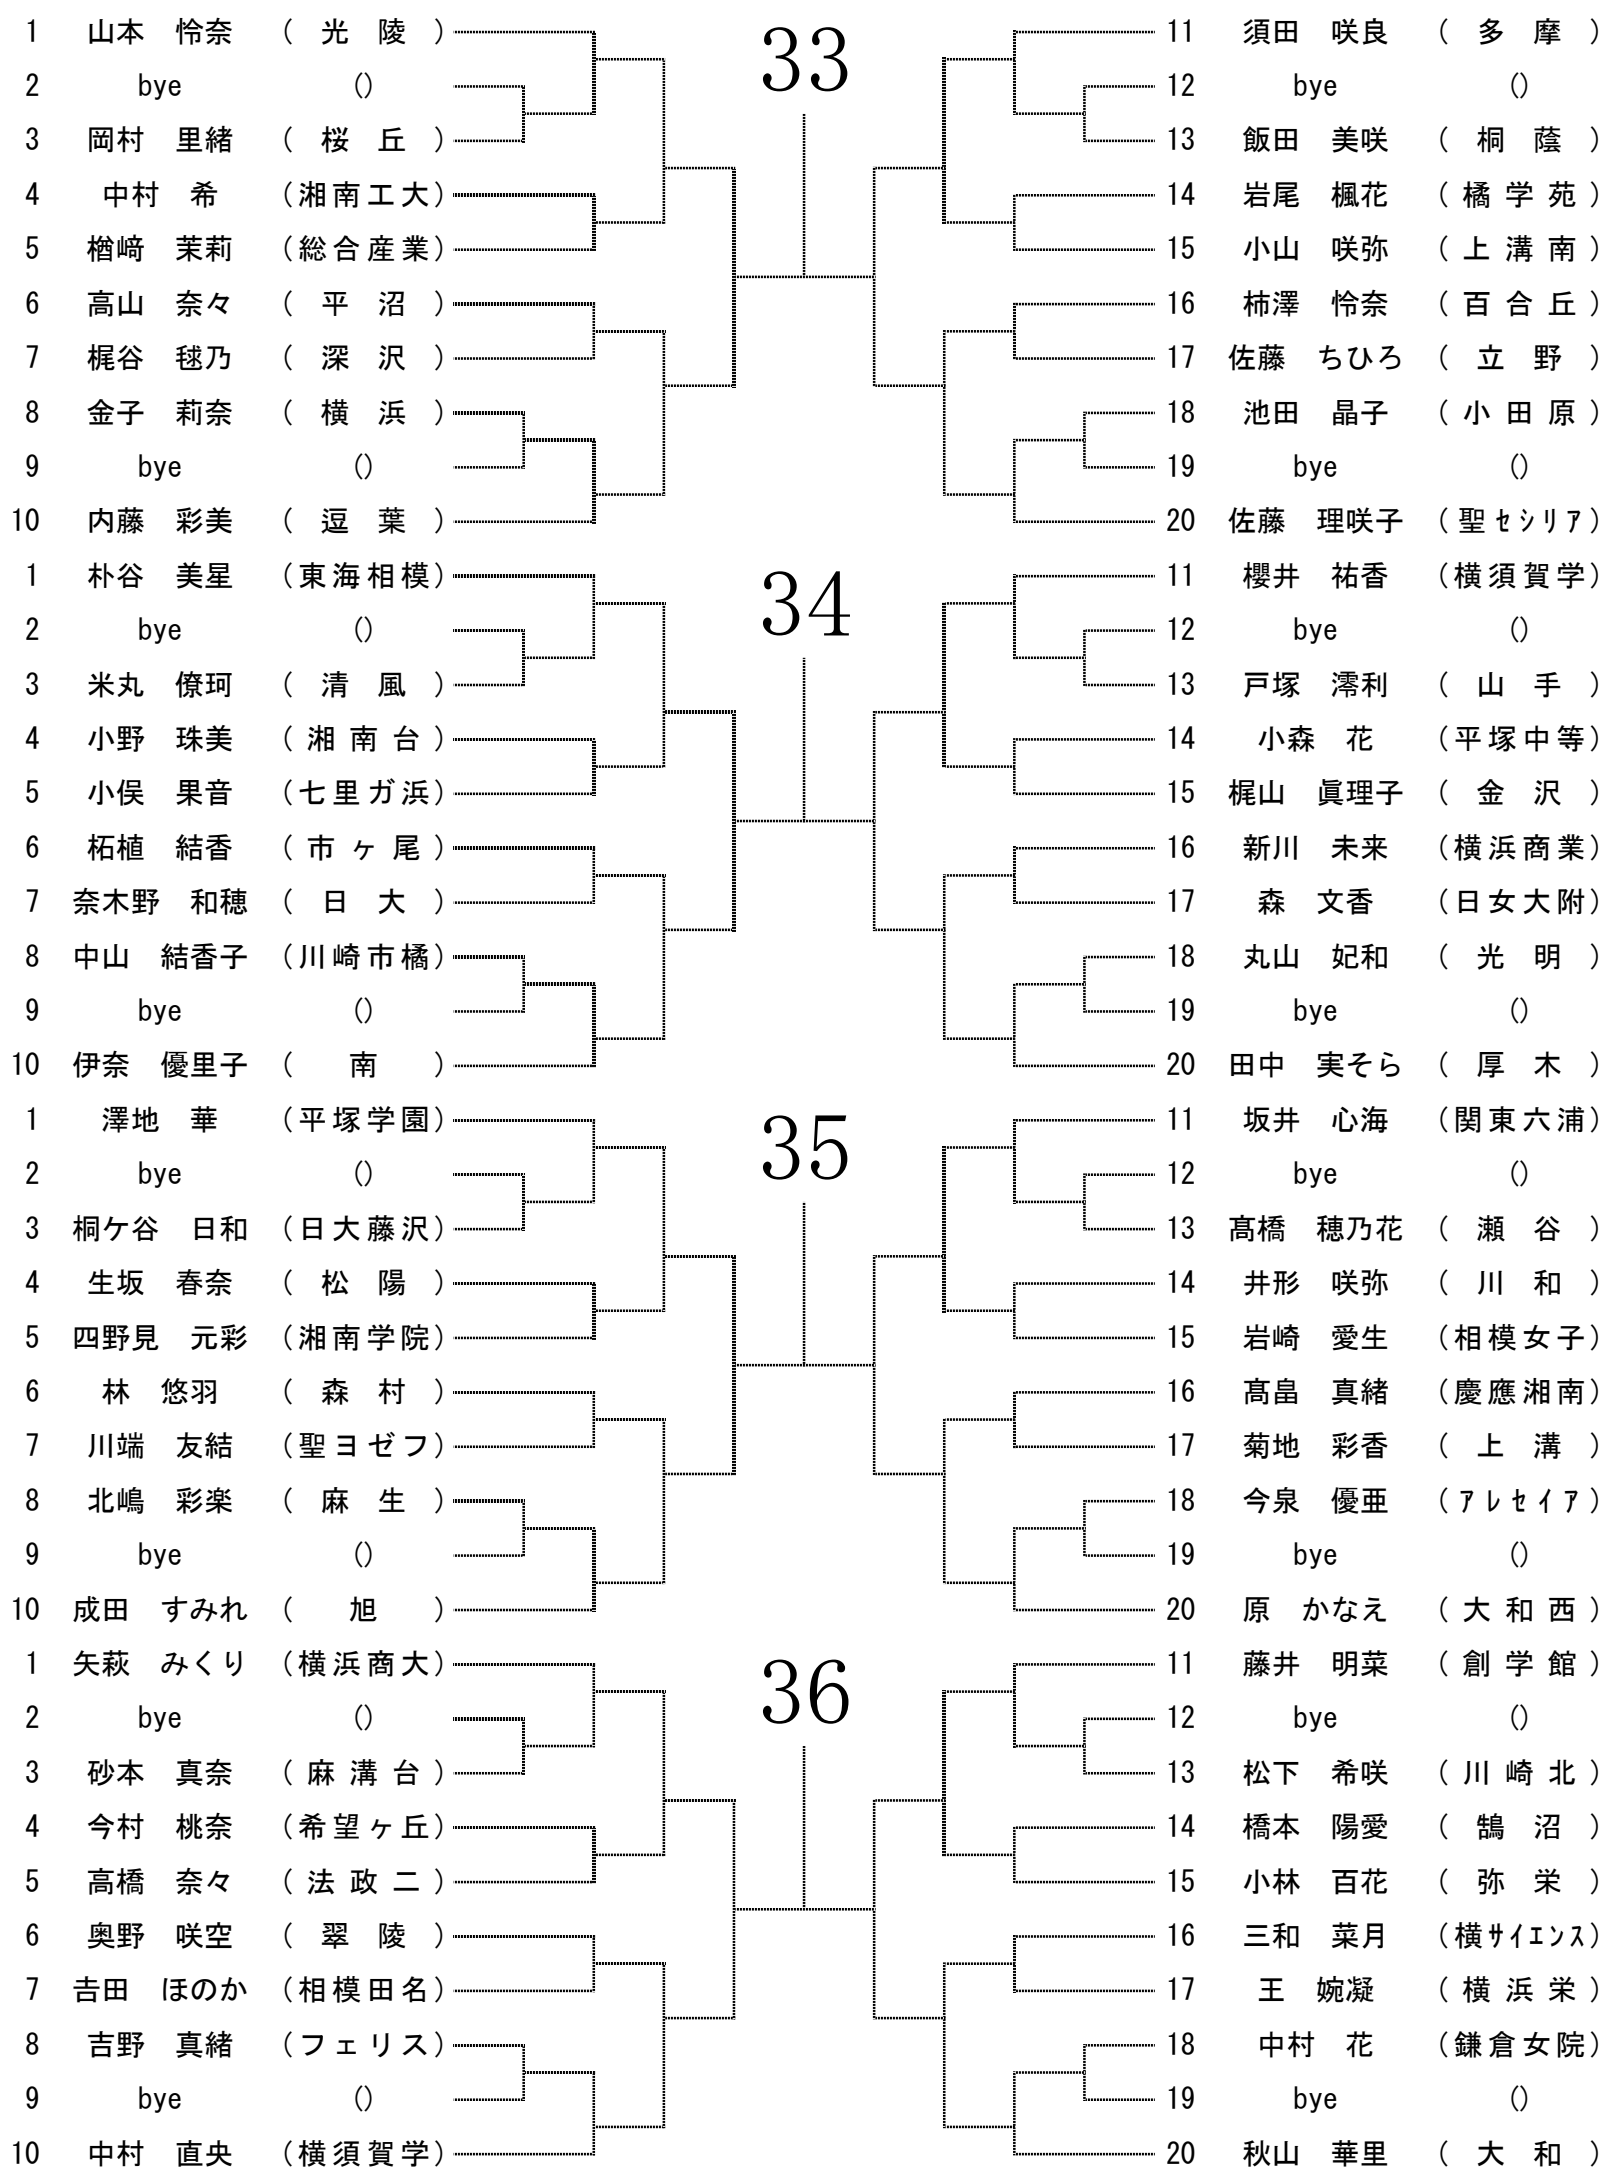 33
1 山本 怜奈 ( 光 陵 ) 11 須田 咲良 ( 多 摩 )
2 bye () 12 bye ()
3 岡村 里緒 ( 桜 丘 ) 13 飯田 美咲 ( 桐 蔭 )
4 中村 希 (湘南工大) 14 岩尾 楓花 ( 橘 学 苑 )
5 楢﨑 茉莉 (総合産業) 15 小山 咲弥 ( 上 溝 南 )
6 高山 奈々 ( 平 沼 ) 16 柿澤 怜奈 ( 百 合 丘 )
7 梶谷 毬乃 ( 深 沢 ) 17 佐藤 ちひろ ( 立 野 )
8 金子 莉奈 ( 横 浜 ) 18 池田 晶子 ( 小 田 原 )
9 bye () 19 bye ()
10 内藤 彩美 ( 逗 葉 ) 20 佐藤 理咲子 (聖ｾｼﾘｱ)
34
1 朴谷 美星 (東海相模) 11 櫻井 祐香 (横須賀学)
2 bye () 12 bye ()
3 米丸 僚珂 ( 清 風 ) 13 戸塚 澪利 ( 山 手 )
4 小野 珠美 ( 湘 南 台 ) 14 小森 花 (平塚中等)
5 小俣 果音 (七里ガ浜) 15 梶山 眞理子 ( 金 沢 )
6 柘植 結香 ( 市 ヶ 尾 ) 16 新川 未来 (横浜商業)
7 奈木野 和穂 ( 日 大 ) 17 森 文香 (日女大附)
8 中山 結香子 (川崎市橘) 18 丸山 妃和 ( 光 明 )
9 bye () 19 bye ()
10 伊奈 優里子 ( 南 ) 20 田中 実そら ( 厚 木 )
35
1 澤地 華 (平塚学園) 11 坂井 心海 (関東六浦)
2 bye () 12 bye ()
3 桐ケ谷 日和 (日大藤沢) 13 髙橋 穂乃花 ( 瀬 谷 )
4 生坂 春奈 ( 松 陽 ) 14 井形 咲弥 ( 川 和 )
5 四野見 元彩 (湘南学院) 15 岩崎 愛生 (相模女子)
6 林 悠羽 ( 森 村 ) 16 髙畠 真緒 (慶應湘南)
7 川端 友結 (聖ヨゼフ) 17 菊地 彩香 ( 上 溝 )
8 北嶋 彩楽 ( 麻 生 ) 18 今泉 優亜 (ｱﾚｾｲｱ)
9 bye () 19 bye ()
10 成田 すみれ ( 旭 ) 20 原 かなえ ( 大 和 西 )
36
1 矢萩 みくり (横浜商大) 11 藤井 明菜 ( 創 学 館 )
2 bye () 12 bye ()
3 砂本 真奈 ( 麻 溝 台 ) 13 松下 希咲 ( 川 崎 北 )
4 今村 桃奈 (希望ヶ丘) 14 橋本 陽愛 ( 鵠 沼 )
5 高橋 奈々 ( 法 政 二 ) 15 小林 百花 ( 弥 栄 )
6 奥野 咲空 ( 翠 陵 ) 16 三和 菜月 (横ｻｲｴﾝｽ)
7 𠮷田 ほのか (相模田名) 17 王 婉凝 ( 横 浜 栄 )
8 吉野 真緒 (フェリス) 18 中村 花 (鎌倉女院)
9 bye () 19 bye ()
10 中村 直央 (横須賀学) 20 秋山 華里 ( 大 和 )